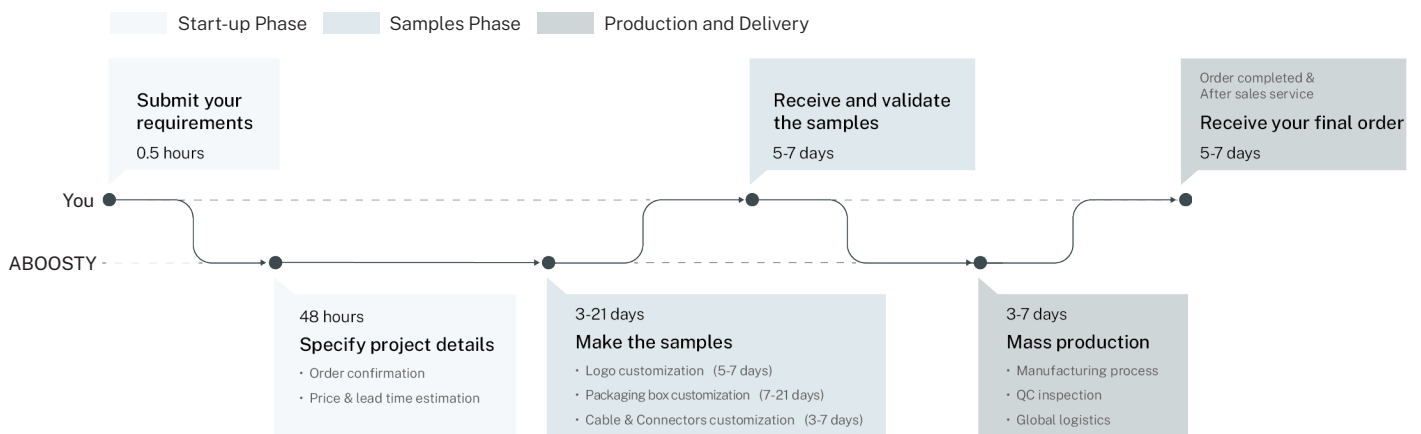 Start-up Phase
Samples Phase
Production and Delivery
Submit your
requirements
0.5 hours
Receive and validate
the samples
5-7 days
Order completed &
After sales service
Receive your final order
5-7 days
You
ABOOSTY
48 hours
Specify project details
• Order confirmation
• Price & lead time estimation
3-21 days
Make the samples
• Logo customization (5-7 days)
• Packaging box customization (7-21 days)
• Cable & Connectors customization (3-7 days)
3-7 days
Mass production
• Manufacturing process
• QC inspection
• Global logistics